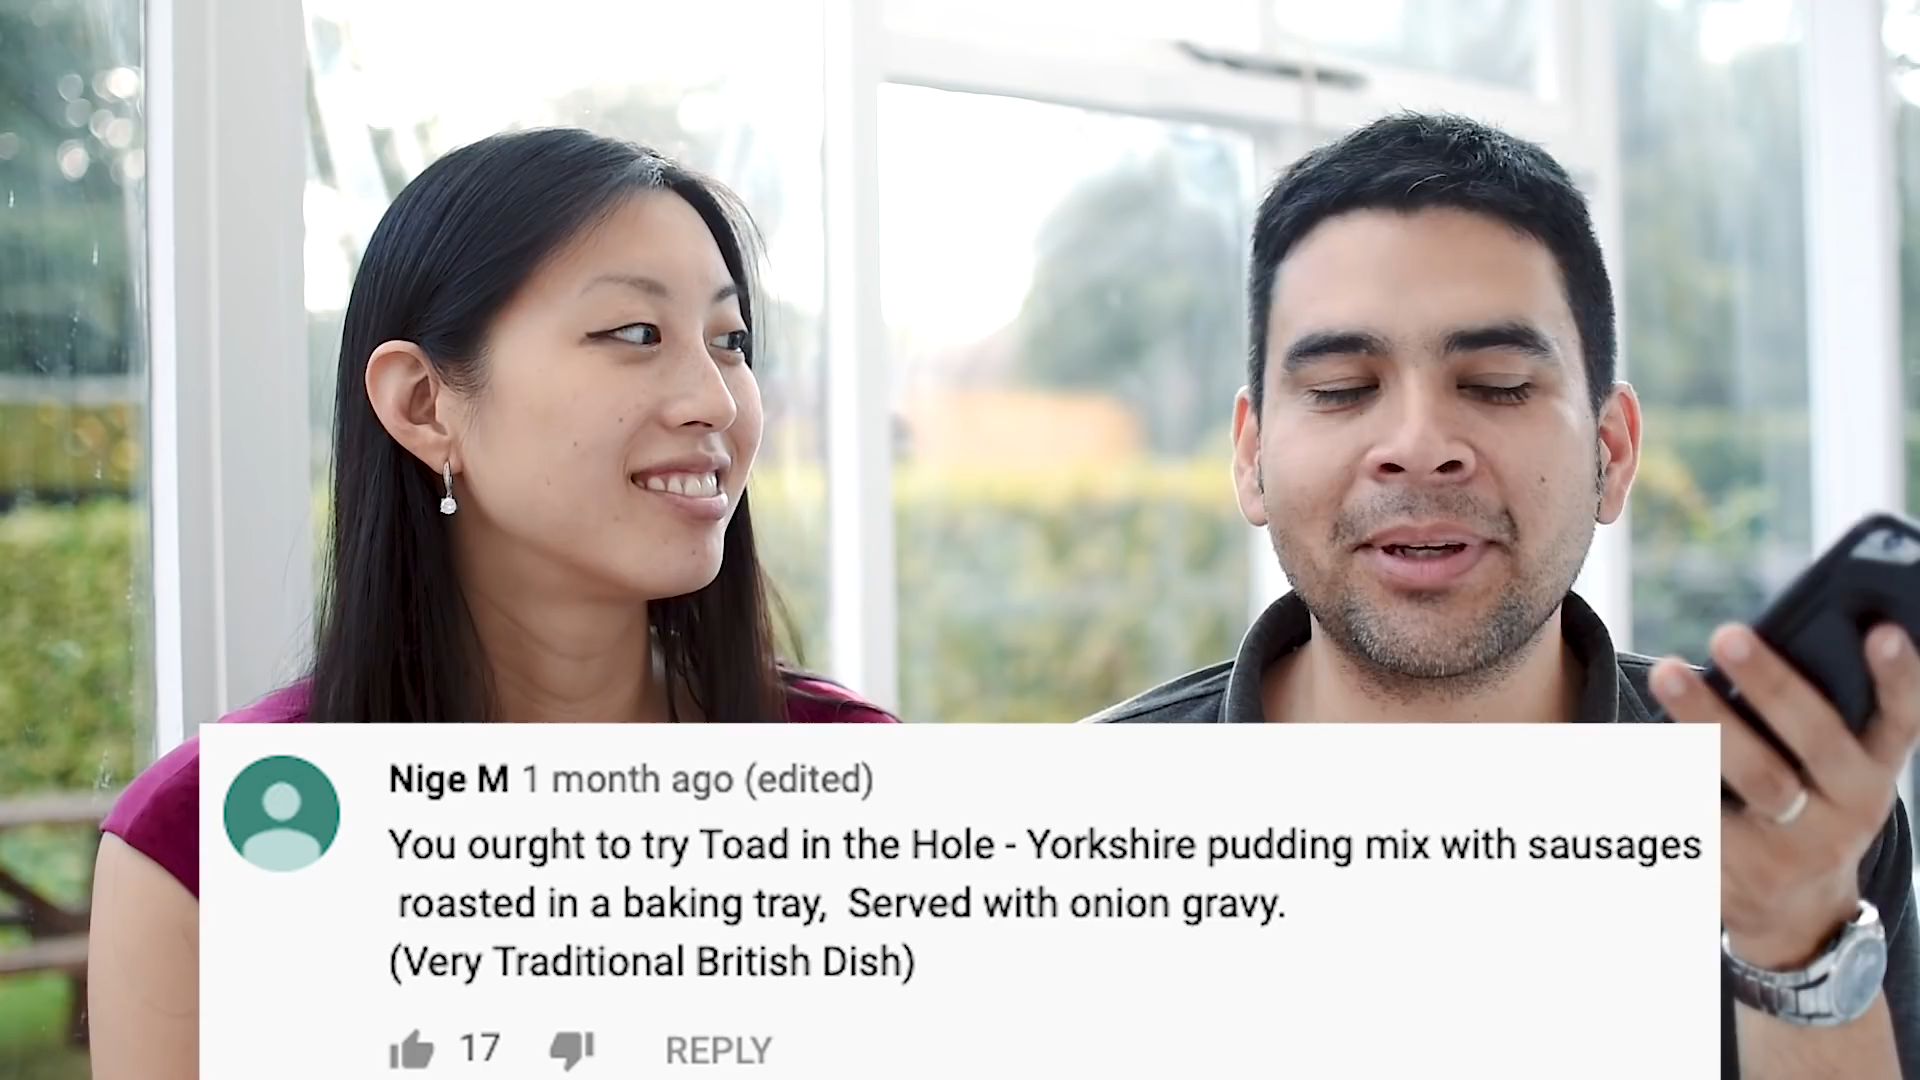 Nige M 1 month ago (edited)
You ourght to try Toad in the Hole - Yorkshire pudding mix with sausages
roasted in a baking tray,  Served with onion gravy.
(Very Traditional British Dish)
17 REPLY